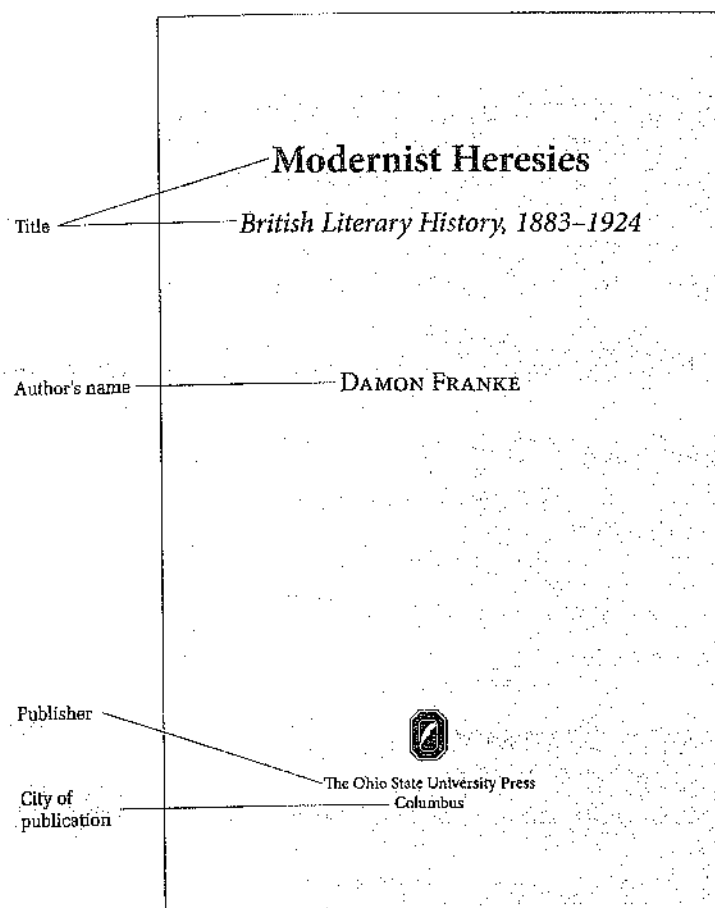 Modernist Heresies
Title
British Literary History, 1883–1924
Author's name
DAMON FRANKE
Publisher
The Ohio State University Press
Columbus
City of
publication